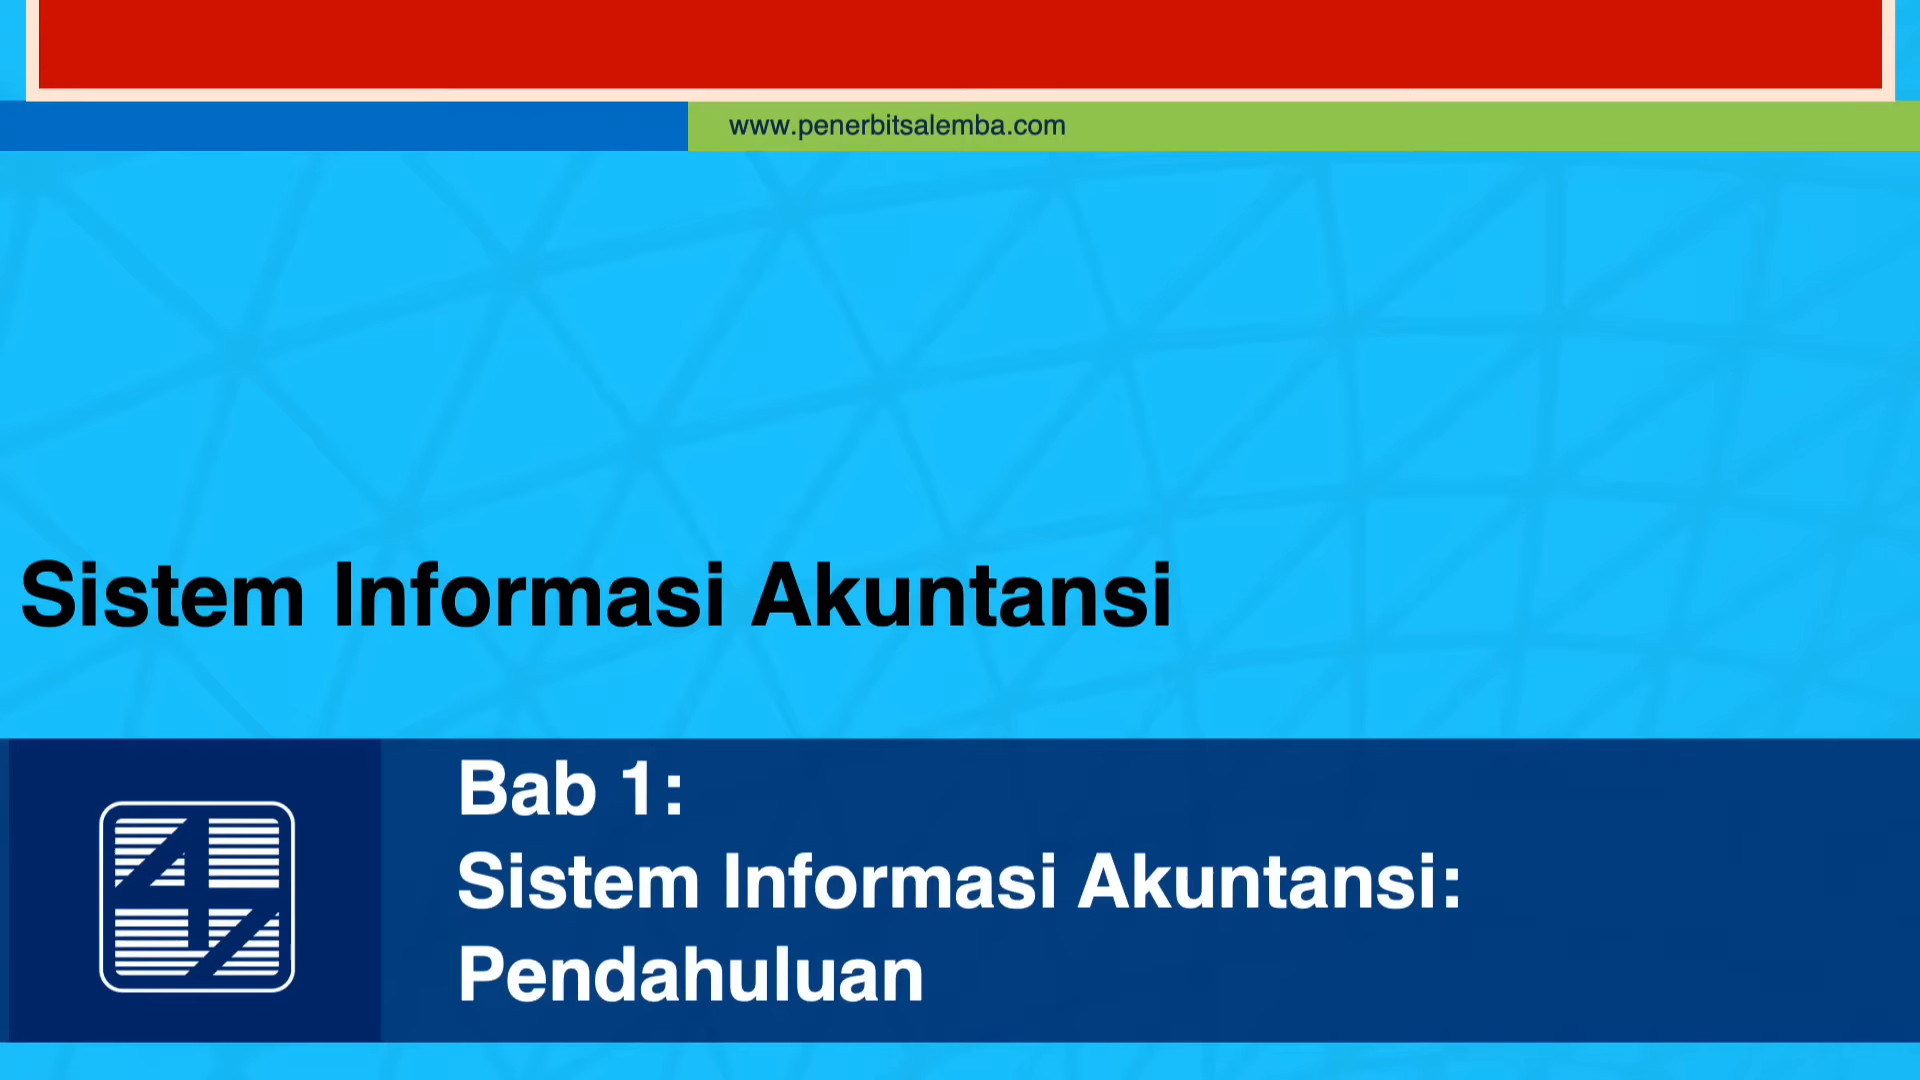 www.penerbitsalemba.com
Sistem Informasi Akuntansi
Bab 1:
Sistem Informasi Akuntansi:
Pendahuluan